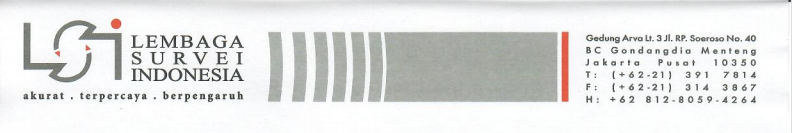 LSi
LEMBAGA
SURVEI
INDONESIA
akurat . terpercaya . berpengaruh
Gedung Arva Lt. 3 Jl. RP. Soeroso No. 40
BC Gondangdia Menteng
Jakarta Pusat 10350
T: (+62-21) 391 7814
F: (+62-21) 314 3867
H: +62 812-8059-4264